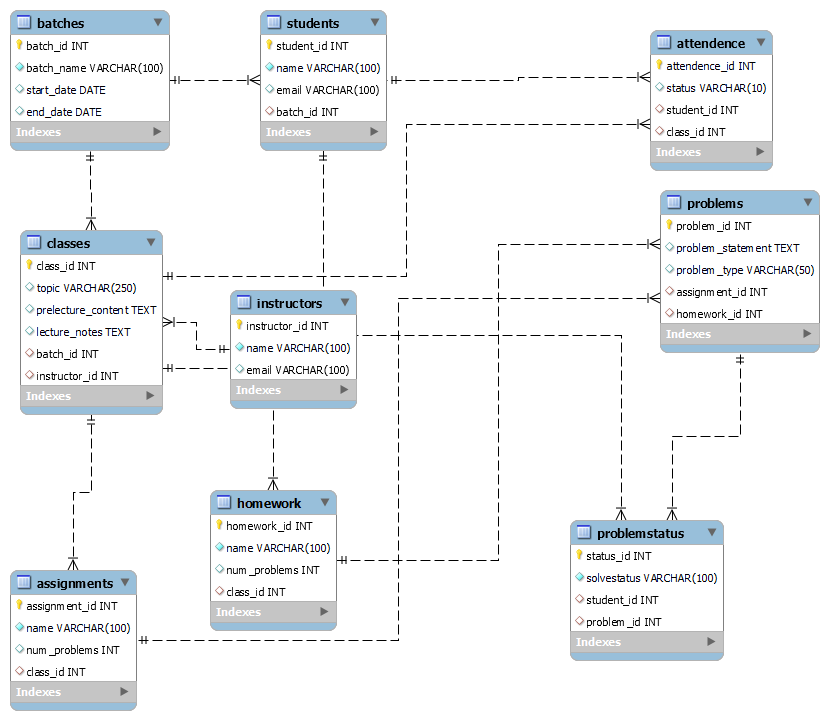 batches
batch_id INT
batch_name VARCHAR(100)
start_date DATE
end_date DATE
Indexes
students
student_id INT
name VARCHAR(100)
email VARCHAR(100)
batch_id INT
Indexes
attendence
attendence_id INT
status VARCHAR(10)
student_id INT
class_id INT
Indexes
problems
problem_id INT
problem_statement TEXT
problem_type VARCHAR(50)
assignment_id INT
homework_id INT
Indexes
classes
class_id INT
topic VARCHAR(250)
prelecture_content TEXT
lecture_notes TEXT
batch_id INT
instructor_id INT
Indexes
instructors
instructor_id INT
name VARCHAR(100)
email VARCHAR(100)
Indexes
homework
homework_id INT
name VARCHAR(100)
num_problems INT
class_id INT
Indexes
problemstatus
status_id INT
solvestatus VARCHAR(100)
student_id INT
problem_id INT
Indexes
assignments
assignment_id INT
name VARCHAR(100)
num_problems INT
class_id INT
Indexes